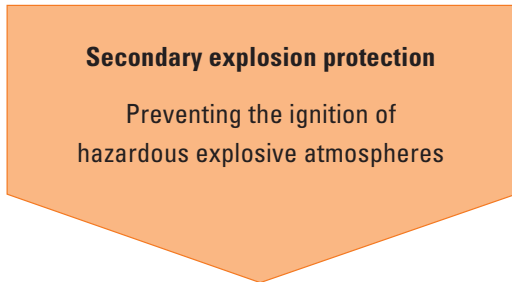 Secondary explosion protection
Preventing the ignition of
hazardous explosive atmospheres